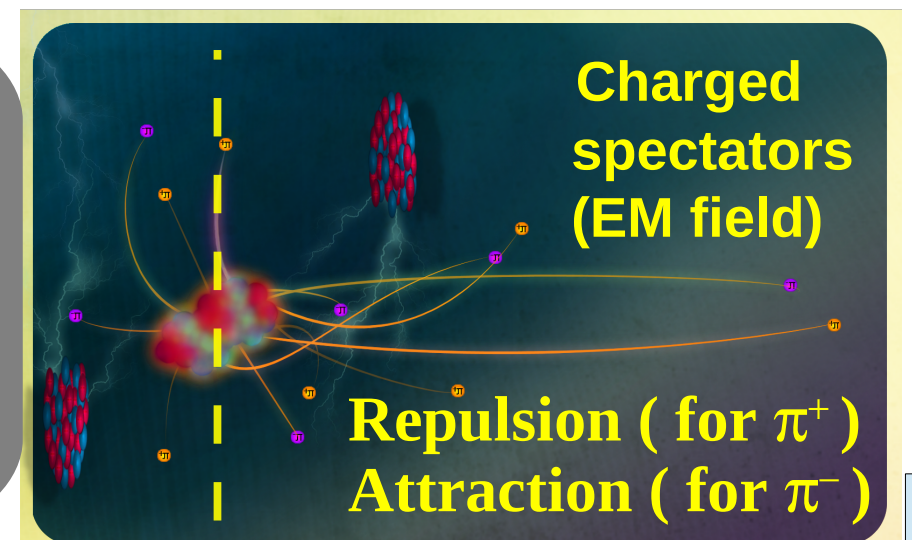 Charged
spectators
(EM field)
Repulsion ( for π⁺ )
Attraction ( for π⁻ )